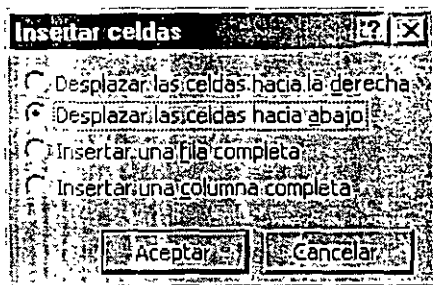 Insertar celdas
Desplazar las celdas hacia la derecha
Desplazar las celdas hacia abajo
Insertar una fila completa
Insertar una columna completa
Aceptar Cancelar